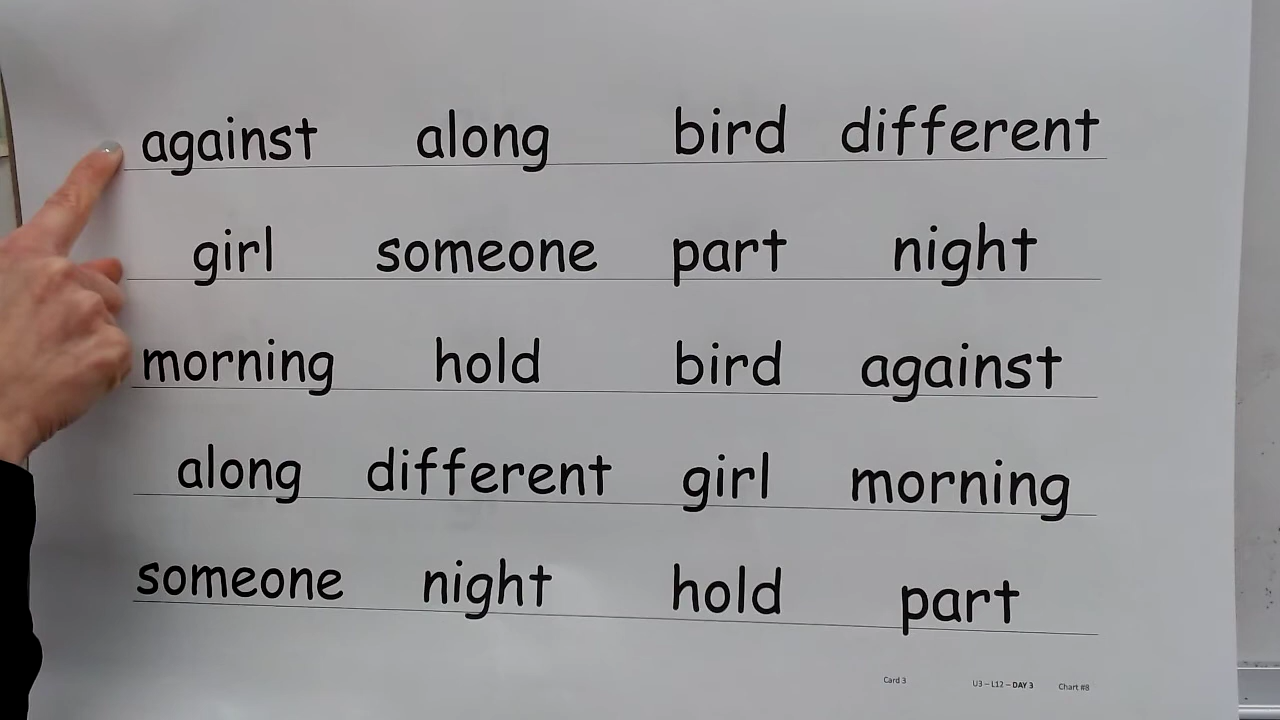 against along bird different
girl someone part night
morning hold bird against
along different girl morning
someone night hold part
Card 3 U3 – L12 – DAY 3 Chart #8